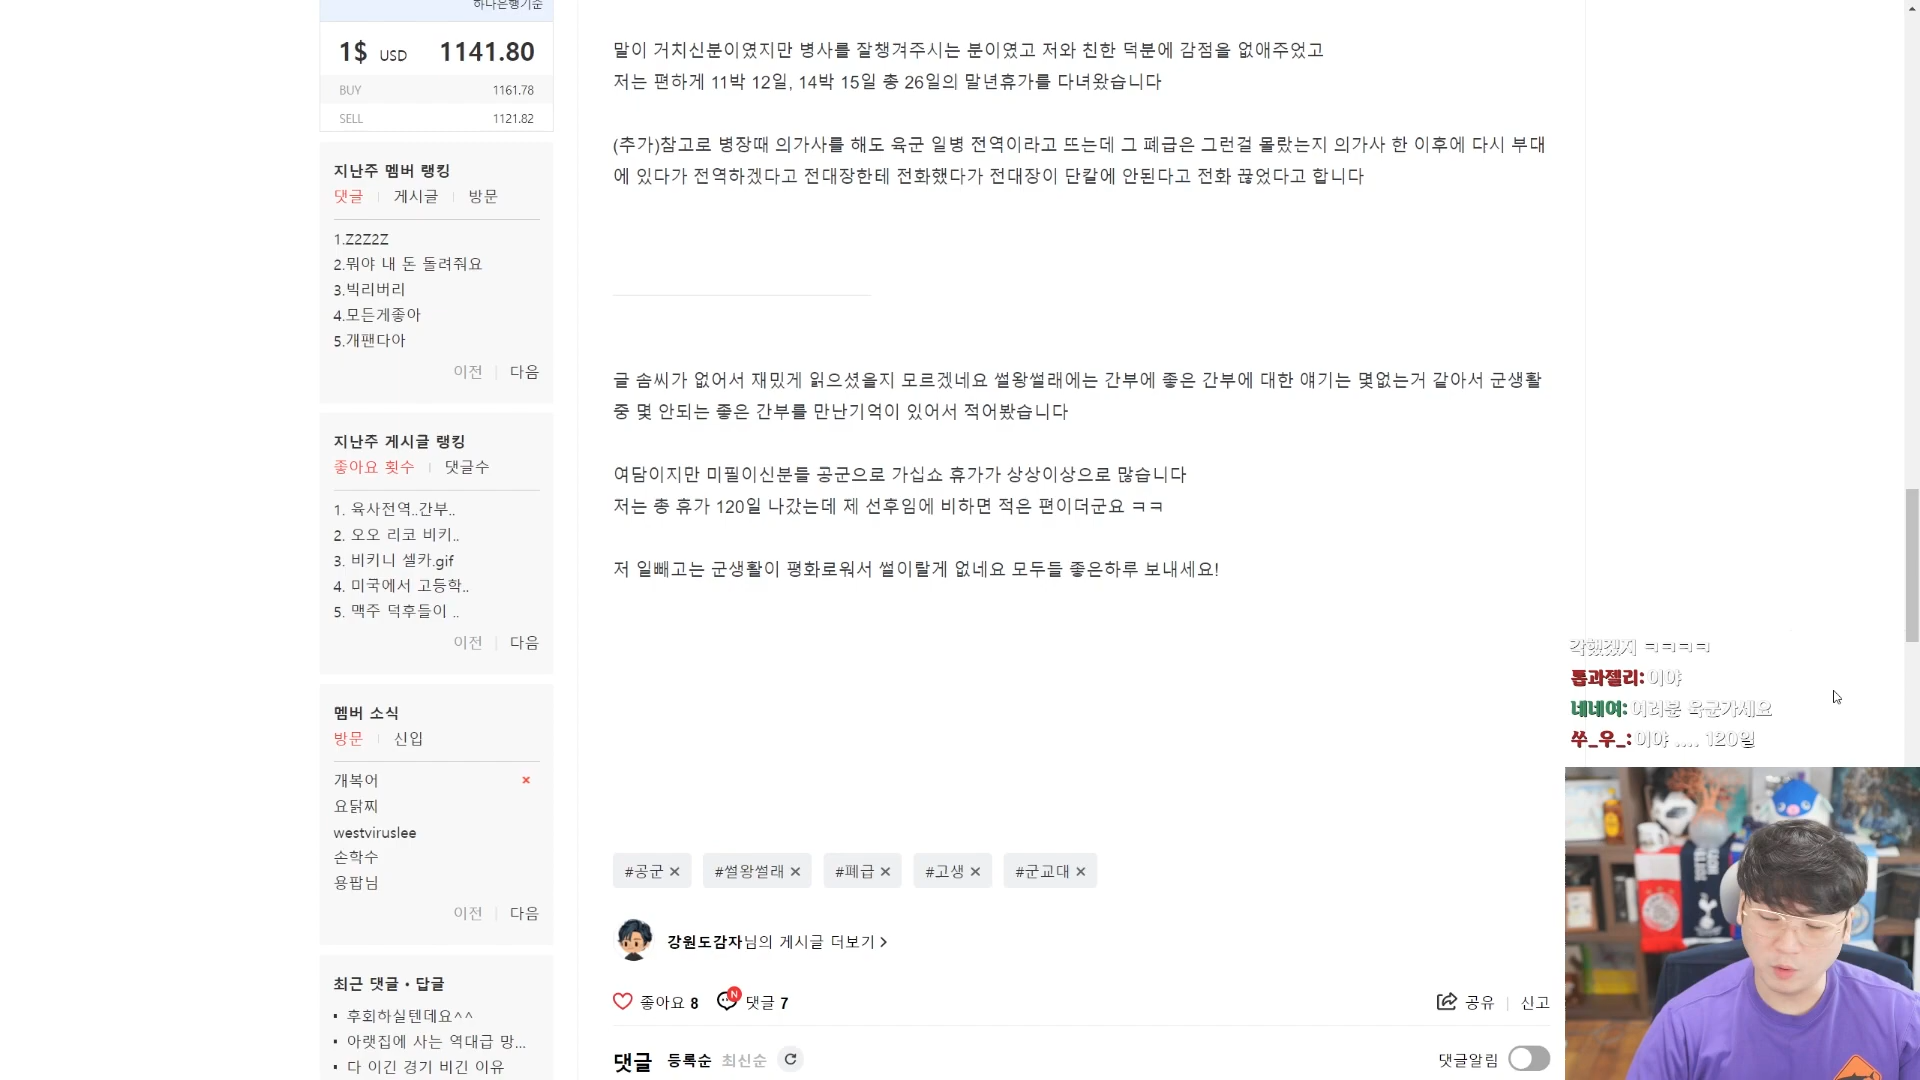 하나은행기준
1$ USD 1141.80
BUY 1161.78
SELL 1121.82
지난주 멤버 랭킹
댓글 게시글 방문
1.Z2Z2Z
2.뭐야 내 돈 돌려줘요
3.빅리버리
4.모든게좋아
5.개팬다아
이전 다음
지난주 게시글 랭킹
좋아요 횟수 댓글수
1. 육사전역..간부..
2. 오오 리코 비키..
3. 비키니 셀카.gif
4. 미국에서 고등학..
5. 맥주 덕후들이 ..
이전 다음
멤버 소식
방문 신입
개복어
요닭찌
westviruslee
손학수
용팝님
이전 다음
최근 댓글 • 답글
후회하실텐데요^^
아랫집에 사는 역대급 망...
다 이긴 경기 비긴 이유
말이 거치신분이였지만 병사를 잘챙겨주시는 분이였고 저와 친한 덕분에 감점을 없애주었고
저는 편하게 11박 12일, 14박 15일 총 26일의 말년휴가를 다녀왔습니다
(추가)참고로 병장때 의가사를 해도 육군 일병 전역이라고 뜨는데 그 폐급은 그런걸 몰랐는지 의가사 한 이후에 다시 부대
에 있다가 전역하겠다고 전대장한테 전화했다가 전대장이 단칼에 안된다고 전화 끊었다고 합니다
글 솜씨가 없어서 재밌게 읽으셨을지 모르겠네요 썰왕썰래에는 간부에 좋은 간부에 대한 얘기는 몇없는거 같아서 군생활
중 몇 안되는 좋은 간부를 만난기억이 있어서 적어봤습니다
여담이지만 미필이신분들 공군으로 가십쇼 휴가가 상상이상으로 많습니다
저는 총 휴가 120일 나갔는데 제 선후임에 비하면 적은 편이더군요 ㅋㅋ
저 일빼고는 군생활이 평화로워서 썰이랄게 없네요 모두들 좋은하루 보내세요!
#공군 #썰왕썰래 #폐급 #고생 #군교대
강원도감자님의 게시글 더보기
좋아요 8 댓글 7
공유 신고
댓글 등록순 최신순
댓글알림
각했겠지 ㅋㅋㅋㅋ
톱과젤리: 이야
네네여: 여러분 육군가세요
쑤_우_: 이야 .... 120일